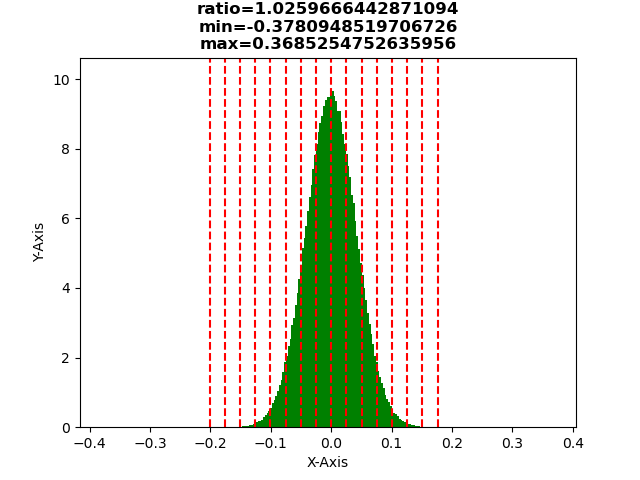 ratio=1.0259666442871094
min=-0.3780948519706726
max=0.3685254752635956
10
8
6
4
2
0
Y-Axis
−0.4 −0.3 −0.2 −0.1 0.0 0.1 0.2 0.3 0.4
X-Axis